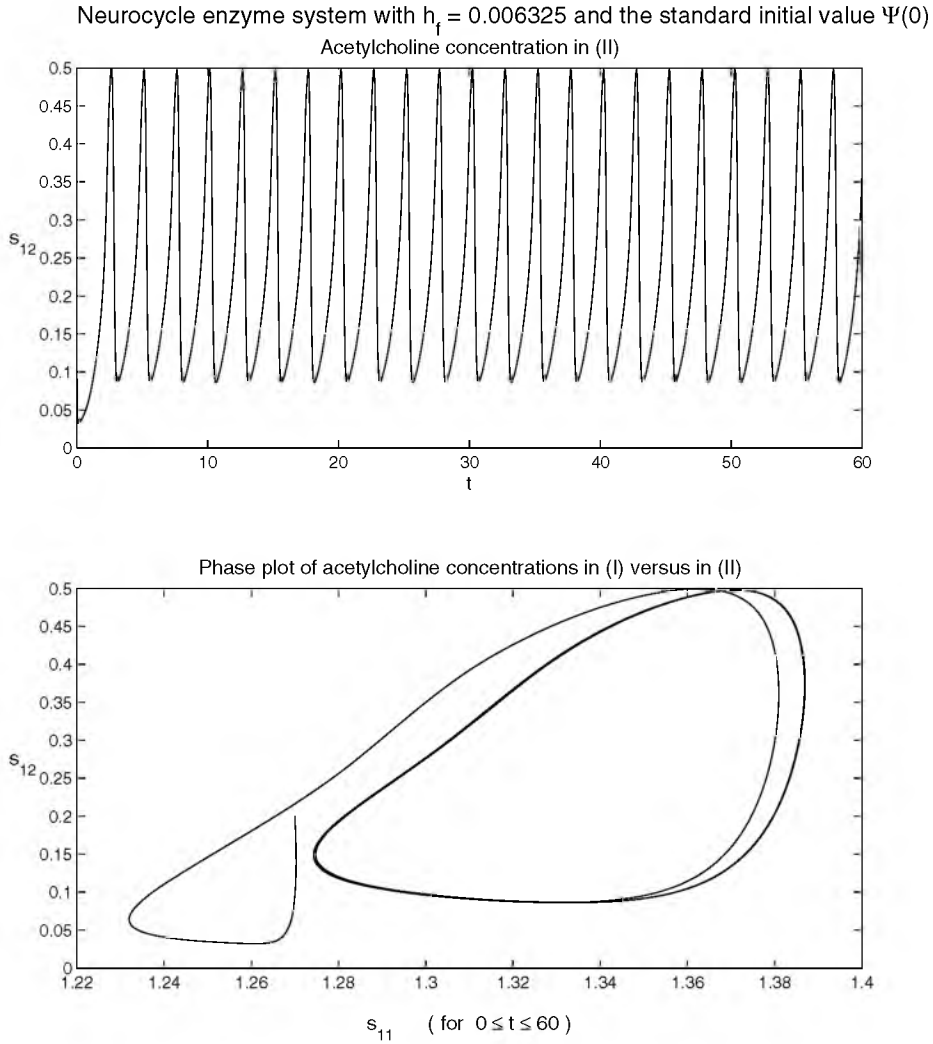 Neurocycle enzyme system with h_f = 0.006325 and the standard initial value Ψ(0)
Acetylcholine concentration in (II)
0.5
0.45
0.4
0.35
0.3
s_12 0.25
0.2
0.15
0.1
0.05
0
0 10 20 30 40 50 60
t
Phase plot of acetylcholine concentrations in (I) versus in (II)
0.5
0.45
0.4
0.35
0.3
s_12
0.25
0.2
0.15
0.1
0.05
0
1.22 1.24 1.26 1.28 1.3 1.32 1.34 1.36 1.38 1.4
s_11 ( for 0 ≤ t ≤ 60 )